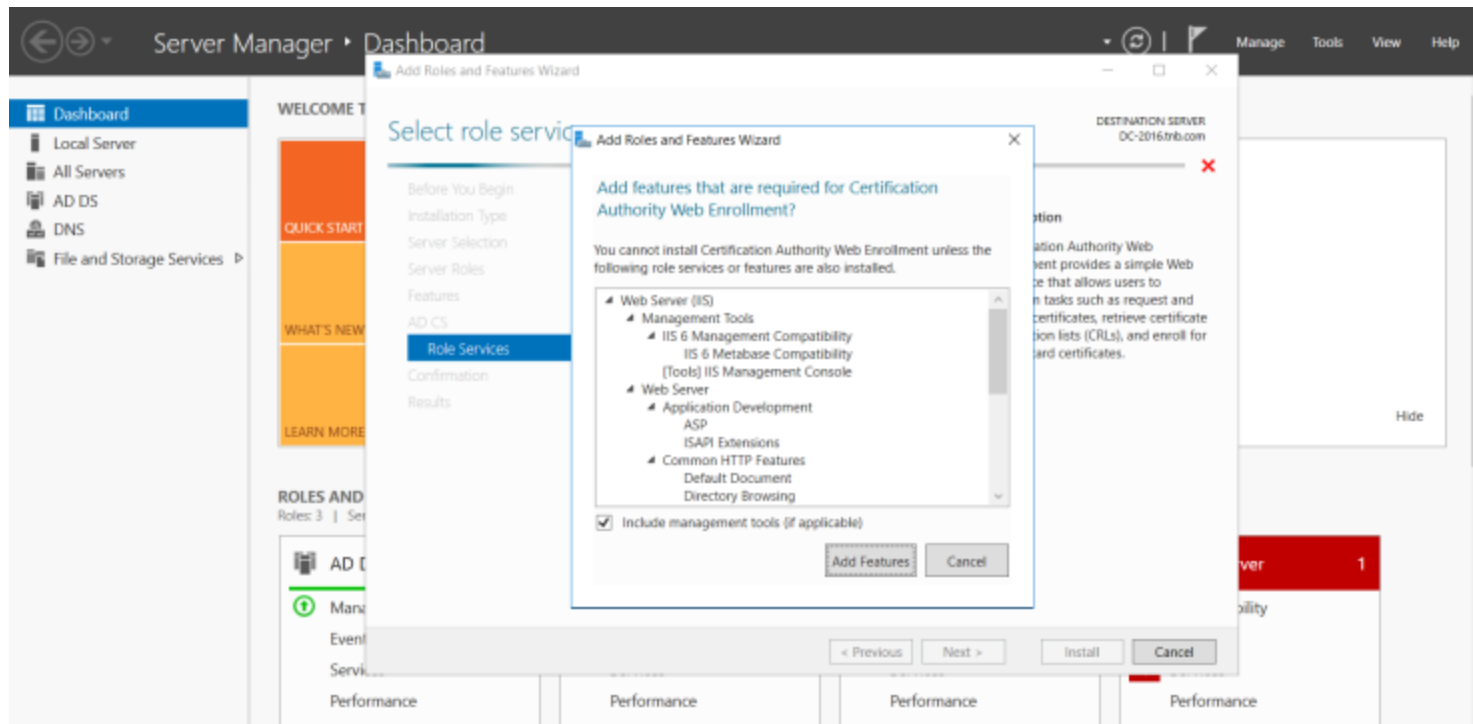 Server Manager • Dashboard
Manage Tools View Help
Dashboard
Local Server
All Servers
AD DS
DNS
File and Storage Services
WELCOME T
QUICK START
WHAT'S NEW
LEARN MORE
Hide
ROLES AND
Roles: 3 | Ser
AD D
Mana
Event
Servi
Performance
Performance
Performance
ver 1
bility
Performance
Add Roles and Features Wizard
Select role servic
DESTINATION SERVER
DC-2016.tnb.com
Before You Begin
Installation Type
Server Selection
Server Roles
Features
AD CS
Role Services
Confirmation
Results
ption
ation Authority Web
ent provides a simple Web
ce that allows users to
n tasks such as request and
certificates, retrieve certificate
ion lists (CRLs), and enroll for
ard certificates.
< Previous Next > Install Cancel
Add Roles and Features Wizard
Add features that are required for Certification
Authority Web Enrollment?
You cannot install Certification Authority Web Enrollment unless the
following role services or features are also installed.
Web Server (IIS)
Management Tools
IIS 6 Management Compatibility
IIS 6 Metabase Compatibility
[Tools] IIS Management Console
Web Server
Application Development
ASP
ISAPI Extensions
Common HTTP Features
Default Document
Directory Browsing
Include management tools (if applicable)
Add Features Cancel